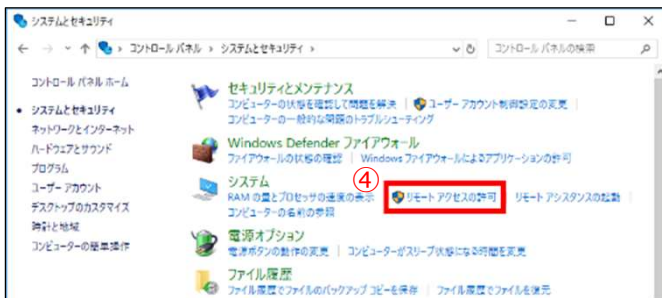 システムとセキュリティ
コントロール パネル › システムとセキュリティ ›
コントロール パネルの検索
コントロール パネル ホーム
システムとセキュリティ
ネットワークとインターネット
ハードウェアとサウンド
プログラム
ユーザー アカウント
デスクトップのカスタマイズ
時計と地域
コンピューターの簡単操作
セキュリティとメンテナンス
コンピューターの状態を確認して問題を解決 | ユーザー アカウント制御設定の変更 |
コンピューターの一般的な問題のトラブルシューティング
Windows Defender ファイアウォール
ファイアウォールの状態の確認 | Windows ファイアウォールによるアプリケーションの許可
システム
④
RAM の量とプロセッサの速度の表示 リモート アクセスの許可 リモート アシスタンスの起動 |
コンピューターの名前の参照
電源オプション
電源ボタンの動作の変更 | コンピューターがスリープ状態になる時間を変更
ファイル履歴
ファイル履歴でファイルのバックアップ コピーを保存 | ファイル履歴でファイルを復元